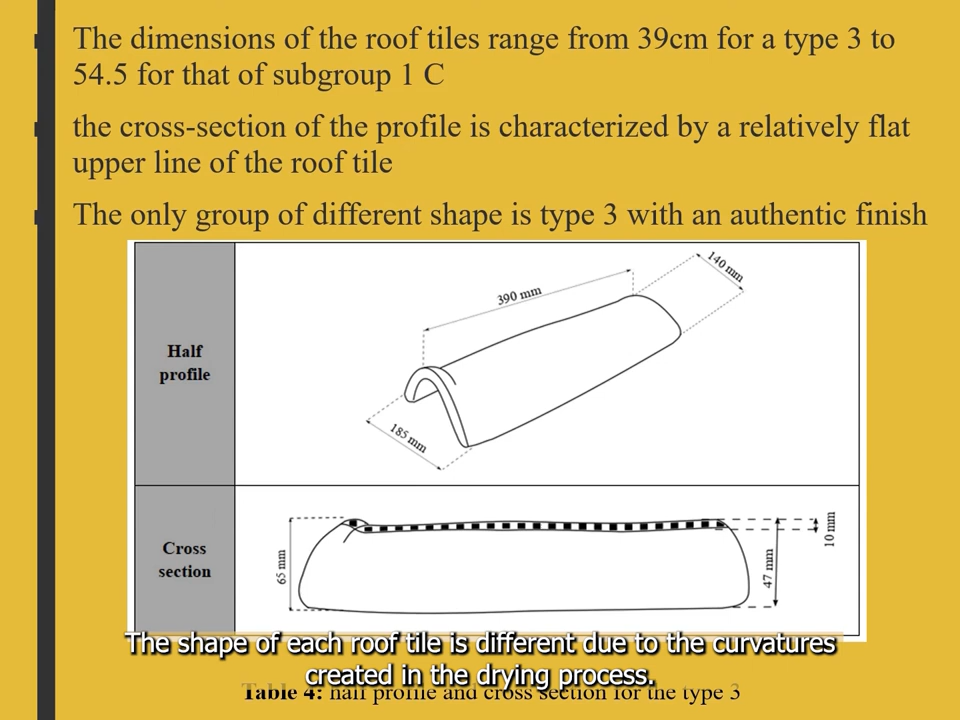 The dimensions of the roof tiles range from 39cm for a type 3 to
54.5 for that of subgroup 1 C
the cross-section of the profile is characterized by a relatively flat
upper line of the roof tile
The only group of different shape is type 3 with an authentic finish
Half
profile
390 mm
140 mm
185 mm
Cross
section
65 mm
47 mm
10 mm
The shape of each roof tile is different due to the curvatures
created in the drying process.
Table 4: half profile and cross section for the type 3